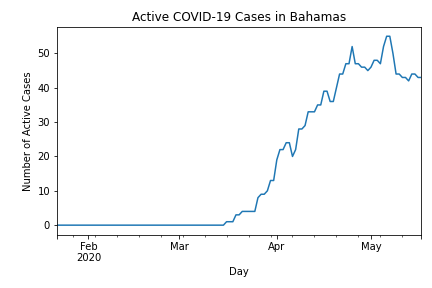 Active COVID-19 Cases in Bahamas
Number of Active Cases
50
40
30
20
10
0
Feb
2020
Mar
Apr
May
Day